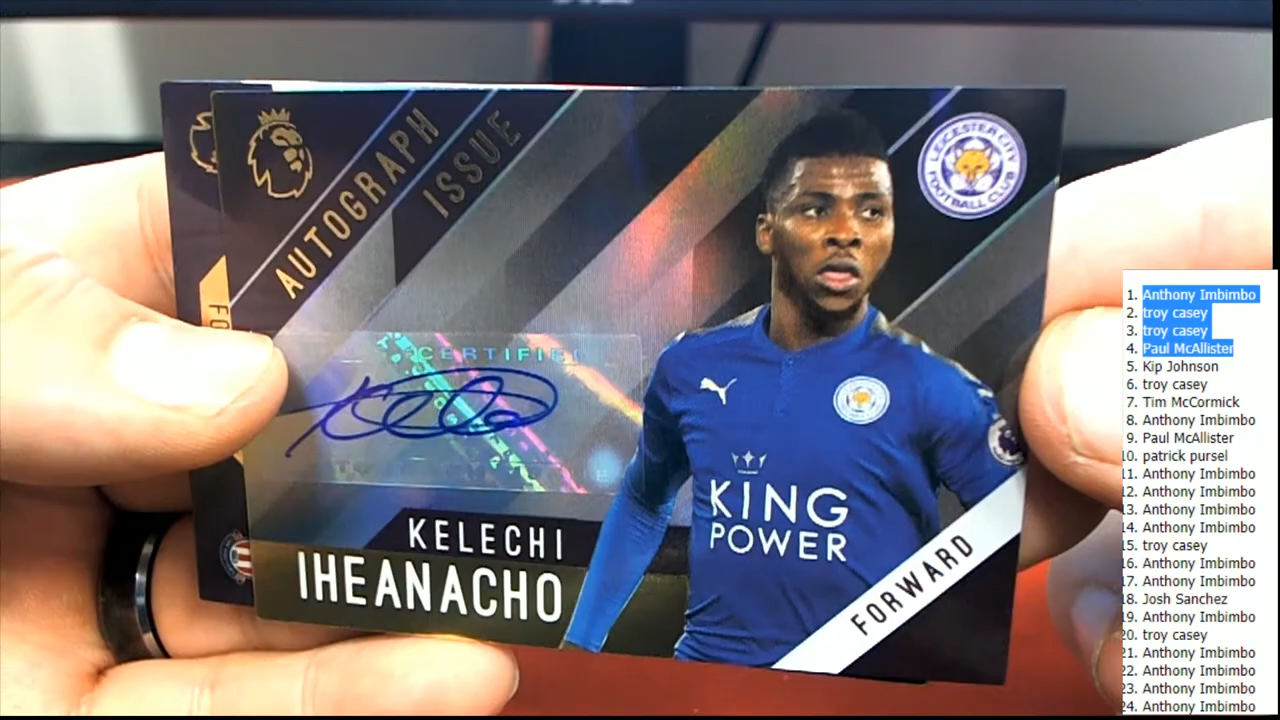 AUTOGRAPH
ISSUE
LEICESTER CITY
FOOTBALL CLUB
CERTIFIED
KELECHI
IHEANACHO
KING
POWER
FORWARD
FO
1. Anthony Imbimbo
2. troy casey
3. troy casey
4. Paul McAllister
5. Kip Johnson
6. troy casey
7. Tim McCormick
8. Anthony Imbimbo
9. Paul McAllister
10. patrick pursel
11. Anthony Imbimbo
12. Anthony Imbimbo
13. Anthony Imbimbo
14. Anthony Imbimbo
15. troy casey
16. Anthony Imbimbo
17. Anthony Imbimbo
18. Josh Sanchez
19. Anthony Imbimbo
20. troy casey
21. Anthony Imbimbo
22. Anthony Imbimbo
23. Anthony Imbimbo
24. Anthony Imbimbo